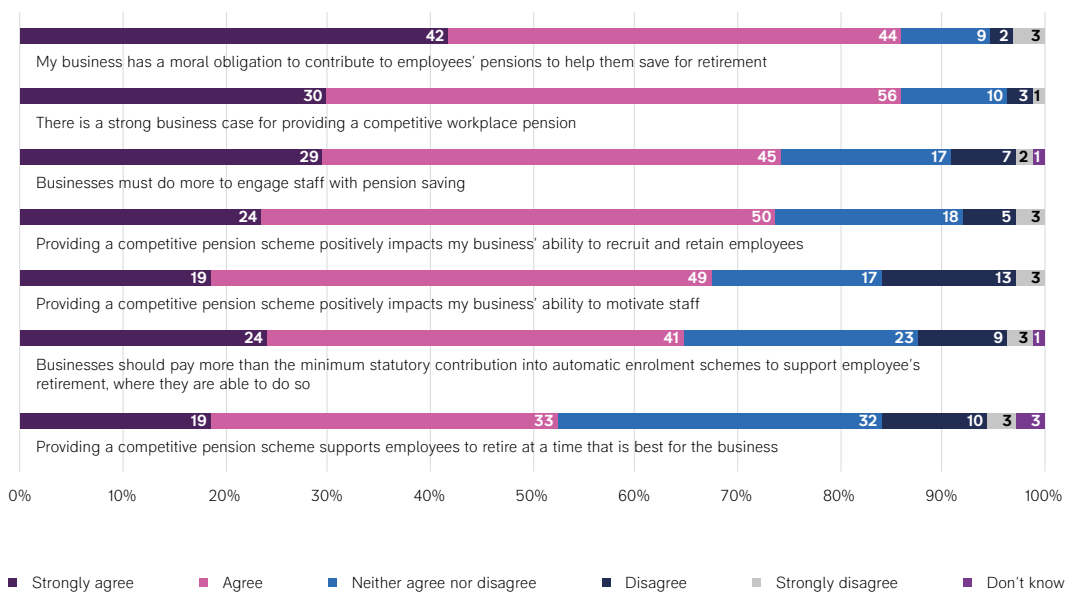 42 44 9 2 3
My business has a moral obligation to contribute to employees’ pensions to help them save for retirement
30 56 10 3 1
There is a strong business case for providing a competitive workplace pension
29 45 17 7 2 1
Businesses must do more to engage staff with pension saving
24 50 18 5 3
Providing a competitive pension scheme positively impacts my business’ ability to recruit and retain employees
19 49 17 13 3
Providing a competitive pension scheme positively impacts my business’ ability to motivate staff
24 41 23 9 3 1
Businesses should pay more than the minimum statutory contribution into automatic enrolment schemes to support employee’s
retirement, where they are able to do so
19 33 32 10 3 3
Providing a competitive pension scheme supports employees to retire at a time that is best for the business
0% 10% 20% 30% 40% 50% 60% 70% 80% 90% 100%
Strongly agree Agree Neither agree nor disagree Disagree Strongly disagree Don’t know